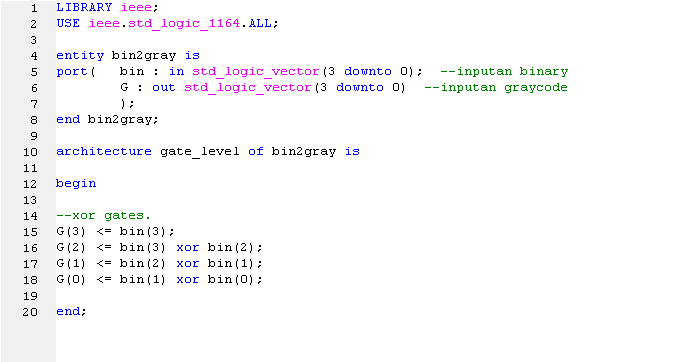 1 LIBRARY ieee;
2 USE ieee.std_logic_1164.ALL;
3
4 entity bin2gray is
5 port(   bin : in std_logic_vector(3 downto 0);  --inputan binary
6         G : out std_logic_vector(3 downto 0)  --inputan graycode
7         );
8 end bin2gray;
9
10 architecture gate_level of bin2gray is
11
12 begin
13
14 --xor gates.
15 G(3) <= bin(3);
16 G(2) <= bin(3) xor bin(2);
17 G(1) <= bin(2) xor bin(1);
18 G(0) <= bin(1) xor bin(0);
19
20 end;